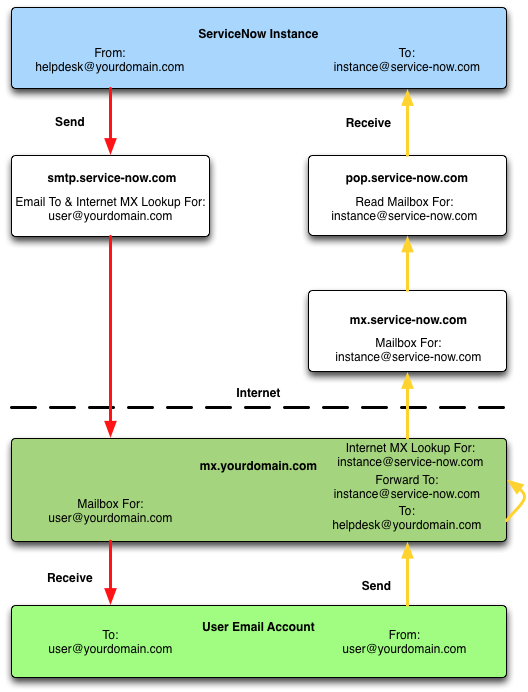 ServiceNow Instance
From:
helpdesk@yourdomain.com
To:
instance@service-now.com
Send
Receive
smtp.service-now.com
Email To & Internet MX Lookup For:
user@yourdomain.com
pop.service-now.com
Read Mailbox For:
instance@service-now.com
mx.service-now.com
Mailbox For:
instance@service-now.com
Internet
mx.yourdomain.com
Mailbox For:
user@yourdomain.com
Internet MX Lookup For:
instance@service-now.com
Forward To:
instance@service-now.com
To:
helpdesk@yourdomain.com
Receive
Send
User Email Account
To:
user@yourdomain.com
From:
user@yourdomain.com